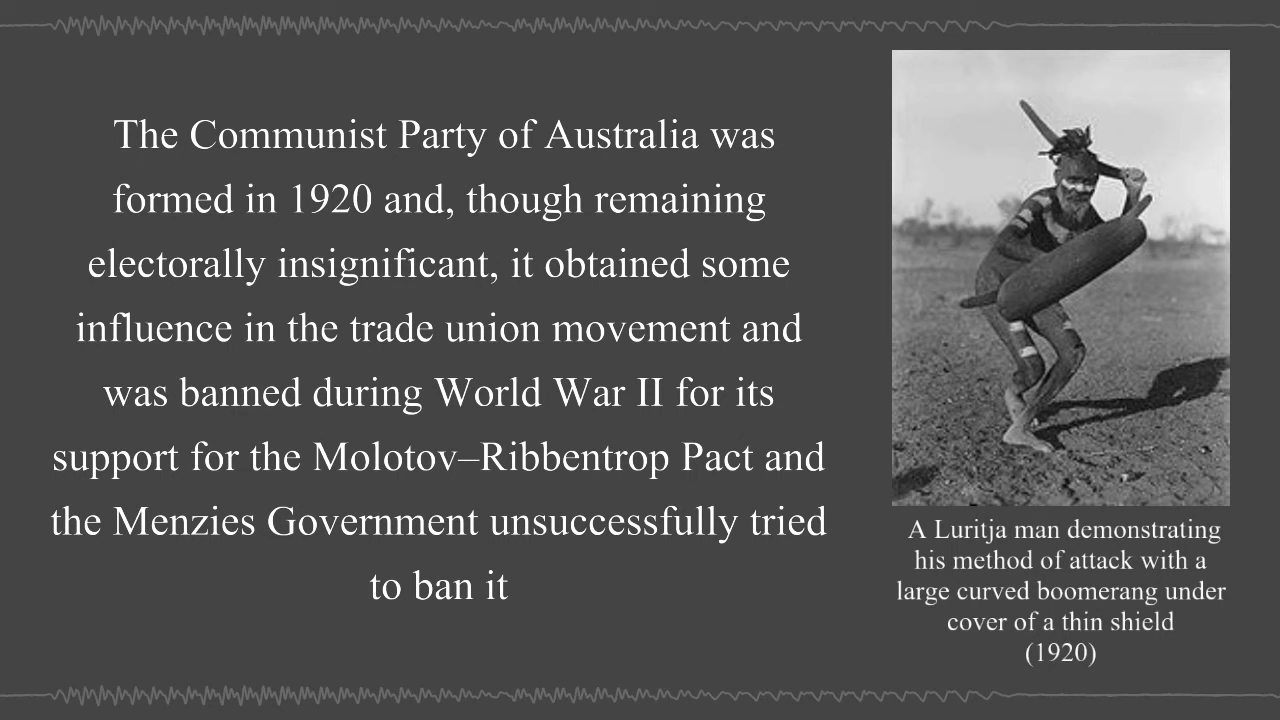 The Communist Party of Australia was
formed in 1920 and, though remaining
electorally insignificant, it obtained some
influence in the trade union movement and
was banned during World War II for its
support for the Molotov–Ribbentrop Pact and
the Menzies Government unsuccessfully tried
to ban it
A Luritja man demonstrating
his method of attack with a
large curved boomerang under
cover of a thin shield
(1920)